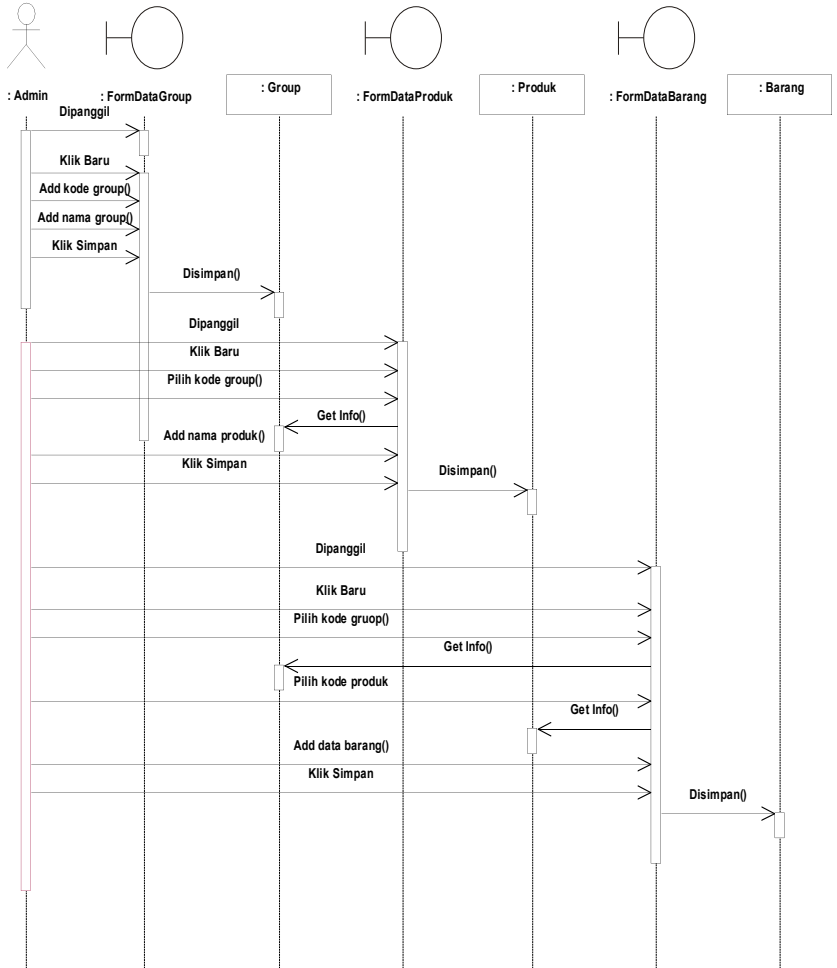 : Admin
: FormDataGroup
: Group
: FormDataProduk
: Produk
: FormDataBarang
: Barang
Dipanggil
Klik Baru
Add kode group()
Add nama group()
Klik Simpan
Disimpan()
Dipanggil
Klik Baru
Pilih kode group()
Get Info()
Add nama produk()
Klik Simpan
Disimpan()
Dipanggil
Klik Baru
Pilih kode gruop()
Get Info()
Pilih kode produk
Get Info()
Add data barang()
Klik Simpan
Disimpan()